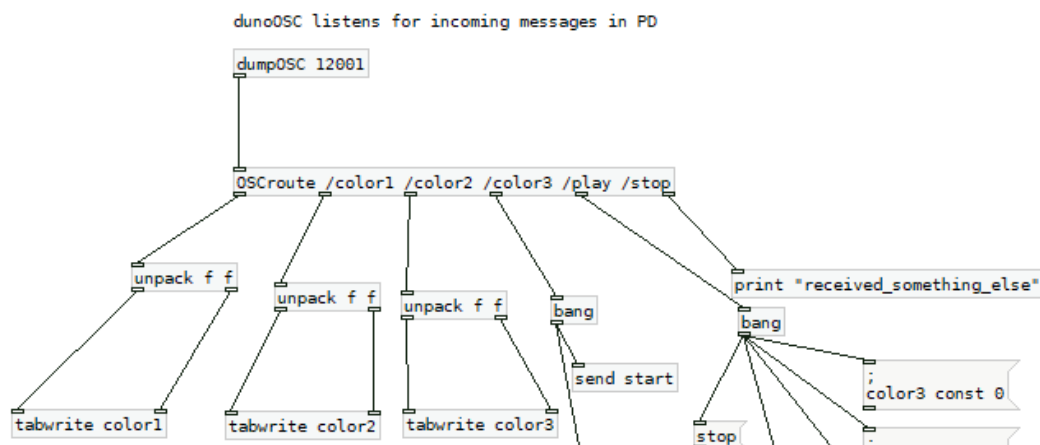 dunoOSC listens for incoming messages in PD
dumpOSC 12001
OSCroute /color1 /color2 /color3 /play /stop
unpack f f
unpack f f
unpack f f
bang
print "received_something_else"
bang
send start
;
color3 const 0
tabwrite color1
tabwrite color2
tabwrite color3
stop
;